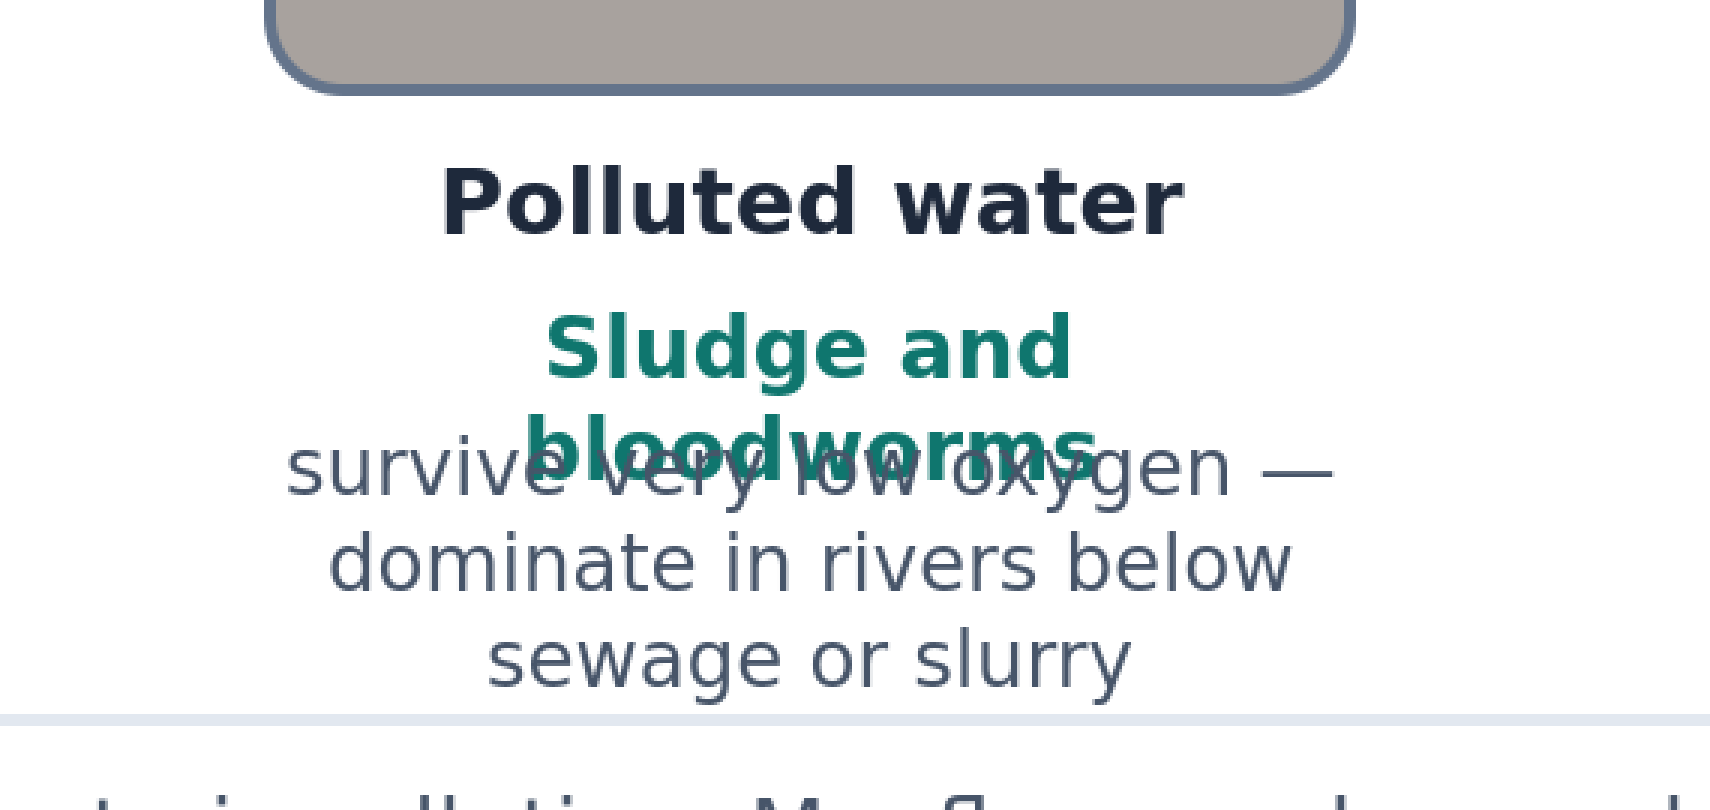 Polluted water
Sludge and
bloodworms
survive very low oxygen —
dominate in rivers below
sewage or slurry